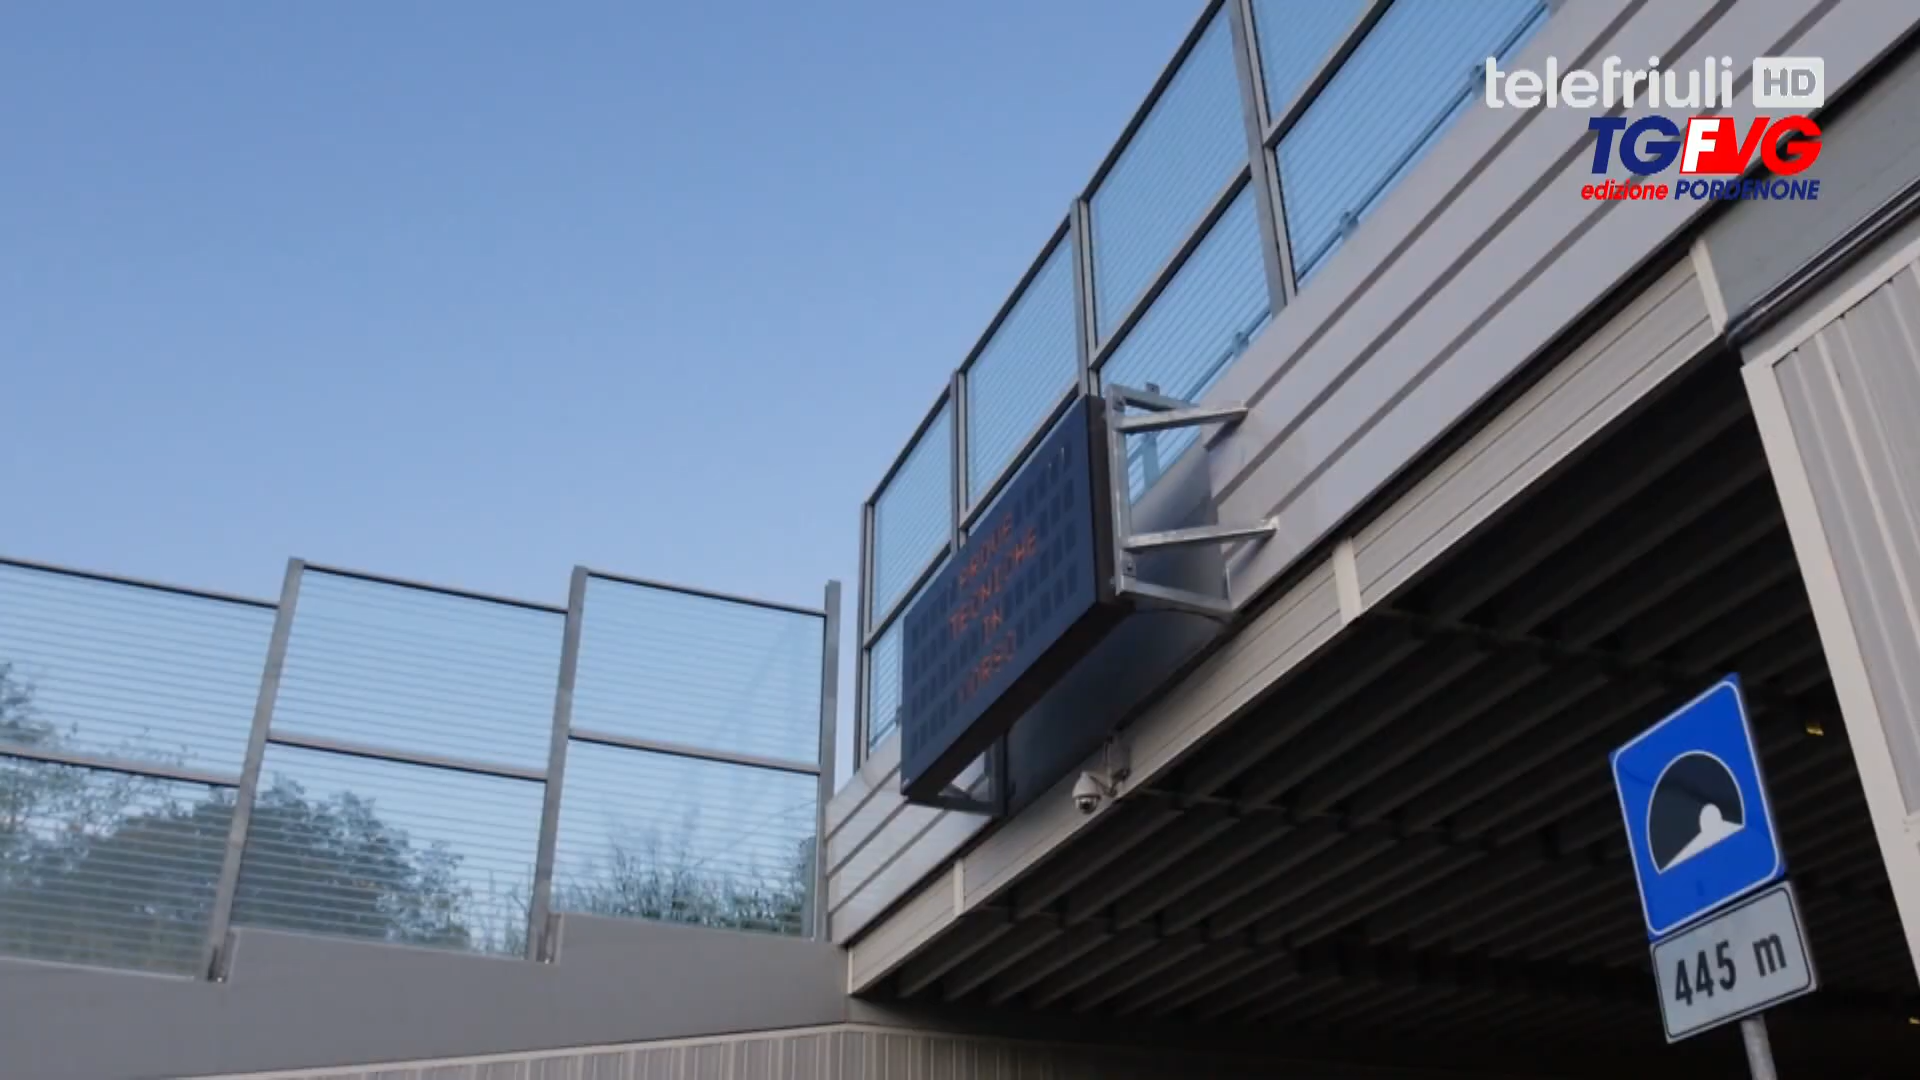 telefriuli HD
TGFVG
edizione PORDENONE
PROVE
TECNICHE
IN
CORSO
445 m